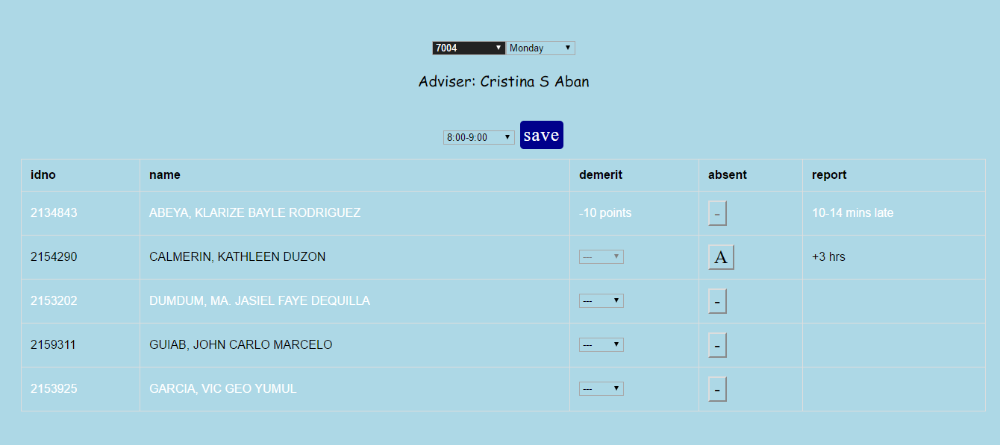 7004 Monday
Adviser: Cristina S Aban
8:00-9:00 save
idno name demerit absent report
2134843 ABEYA, KLARIZE BAYLE RODRIGUEZ -10 points - 10-14 mins late
2154290 CALMERIN, KATHLEEN DUZON --- A +3 hrs
2153202 DUMDUM, MA. JASIEL FAYE DEQUILLA --- -
2159311 GUIAB, JOHN CARLO MARCELO --- -
2153925 GARCIA, VIC GEO YUMUL --- -